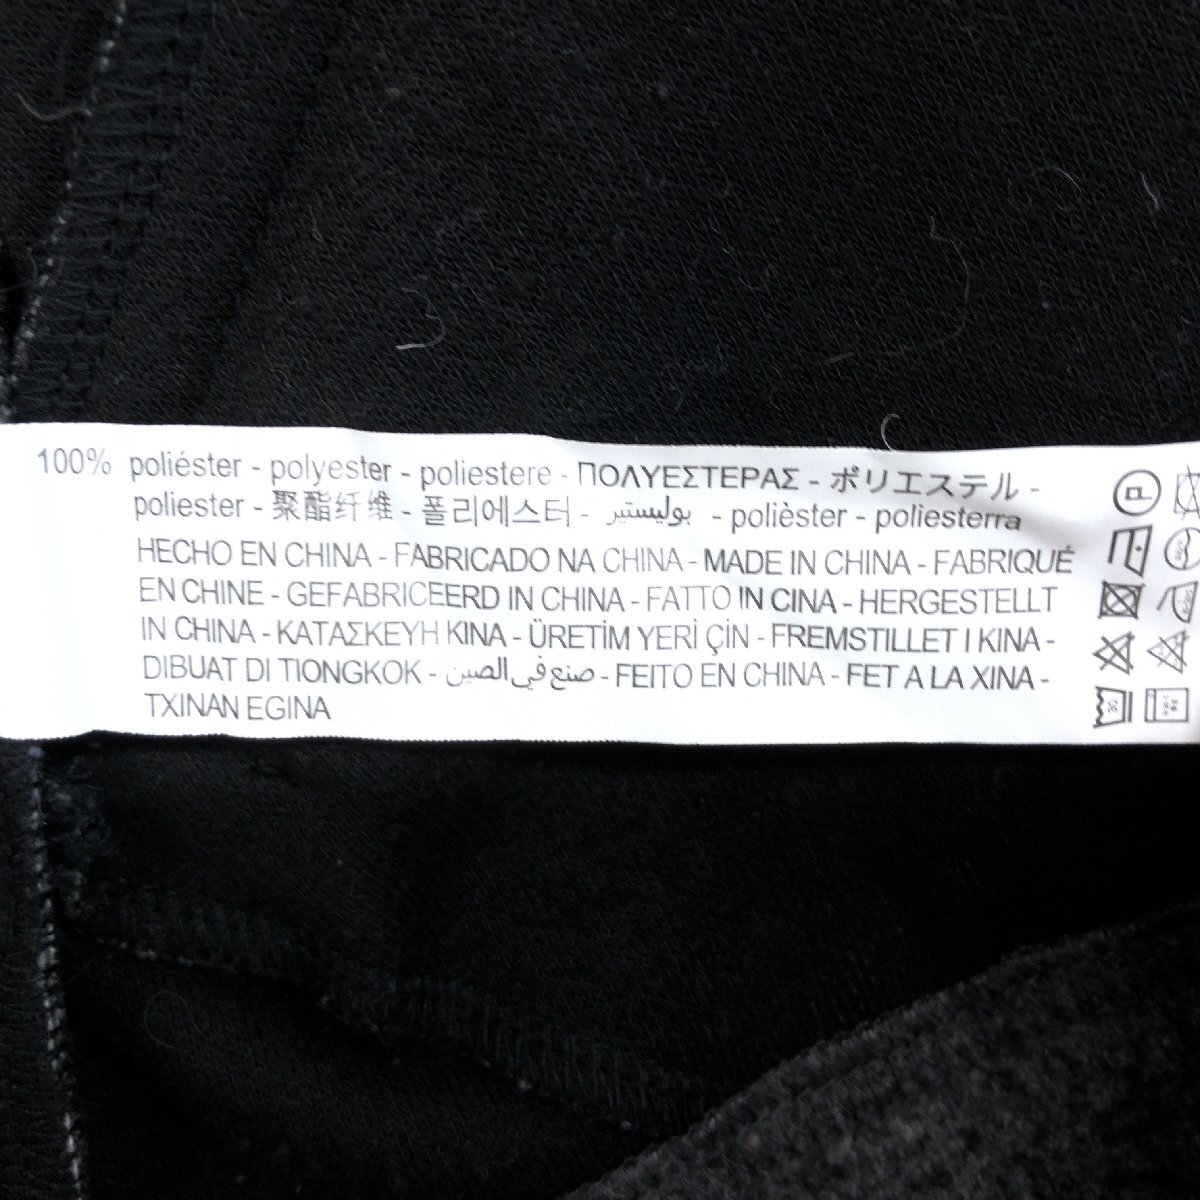 100% poliéster - polyester - poliestere - ΠΟΛΥΕΣΤΕΡΑΣ - ポリエステル -
poliester - 聚酯纤维 - 폴리에스터 - بوليستير - polièster - poliesterra
HECHO EN CHINA - FABRICADO NA CHINA - MADE IN CHINA - FABRIQUÉ
EN CHINE - GEFABRICEERD IN CHINA - FATTO IN CINA - HERGESTELLT
IN CHINA - ΚΑΤΑΣΚΕΥΗ ΚΙΝΑ - ÜRETİM YERİ ÇİN - FREMSTILLET I KINA -
DIBUAT DI TIONGKOK - صنع في الصين - FEITO EN CHINA - FET A LA XINA -
TXINAN EGINA
P
30